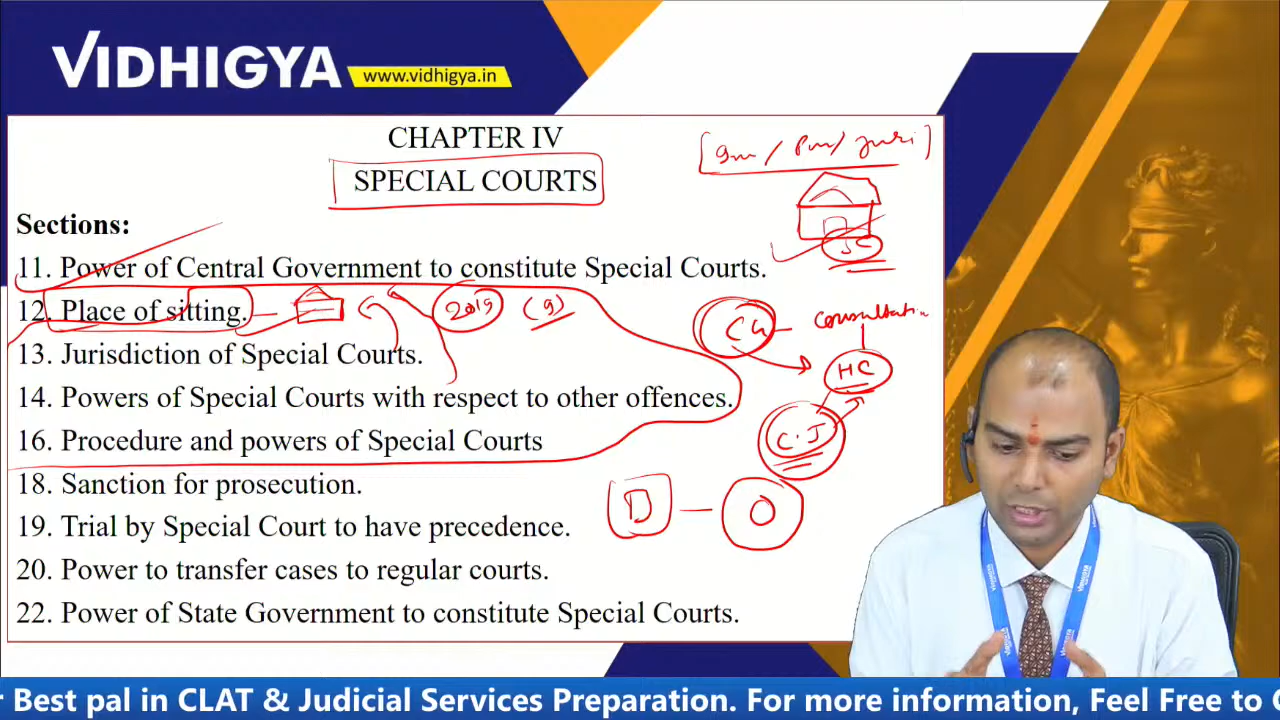 VIDHIGYA
www.vidhigya.in
CHAPTER IV
SPECIAL COURTS
Sections:
11. Power of Central Government to constitute Special Courts.
12. Place of sitting.
2019 (9)
13. Jurisdiction of Special Courts.
14. Powers of Special Courts with respect to other offences.
16. Procedure and powers of Special Courts
18. Sanction for prosecution.
19. Trial by Special Court to have precedence.
20. Power to transfer cases to regular courts.
22. Power of State Government to constitute Special Courts.
CG
HC
C.J
D - O
VIDHIGYA
r Best pal in CLAT & Judicial Services Preparation. For more information, Feel Free to C